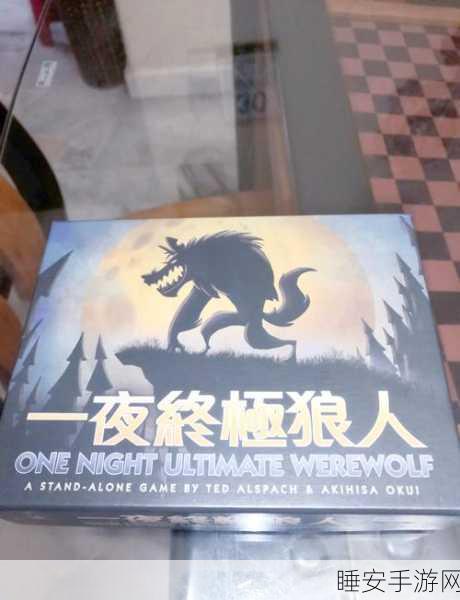 一夜終極狼人
ONE NIGHT ULTIMATE WEREWOLF
A STAND-ALONE GAME BY TED ALSPACH & AKIHISA OKUI
睡安手游网